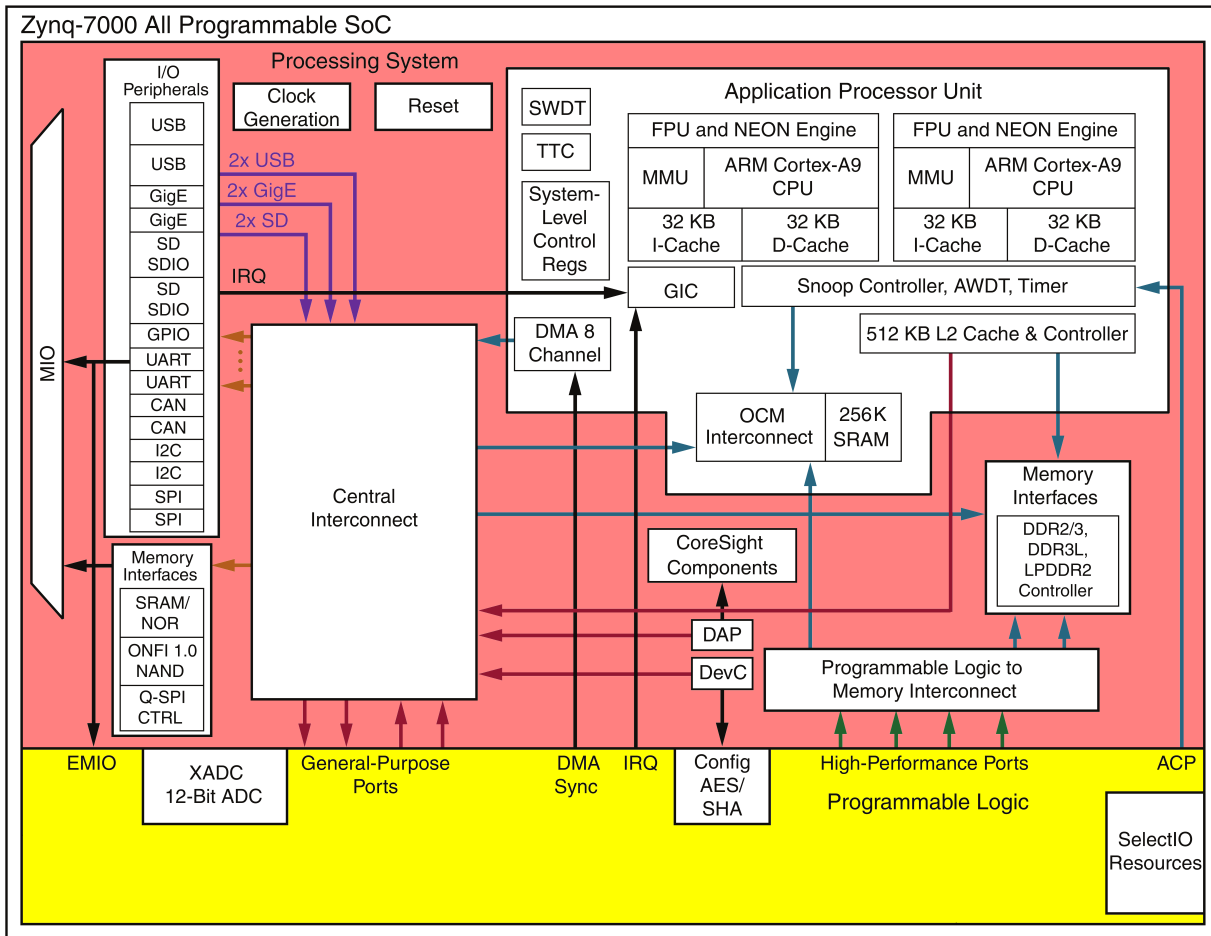 Zynq-7000 All Programmable SoC
Processing System
I/O
Peripherals
USB
USB
GigE
GigE
SD
SDIO
SD
SDIO
GPIO
UART
UART
CAN
CAN
I2C
I2C
SPI
SPI
MIO
Clock
Generation
Reset
2x USB
2x GigE
2x SD
IRQ
Application Processor Unit
SWDT
TTC
System-
Level
Control
Regs
FPU and NEON Engine
MMU
ARM Cortex-A9
CPU
32 KB
I-Cache
32 KB
D-Cache
FPU and NEON Engine
MMU
ARM Cortex-A9
CPU
32 KB
I-Cache
32 KB
D-Cache
GIC
Snoop Controller, AWDT, Timer
DMA 8
Channel
512 KB L2 Cache & Controller
OCM
Interconnect
256K
SRAM
Central
Interconnect
Memory
Interfaces
DDR2/3,
DDR3L,
LPDDR2
Controller
CoreSight
Components
DAP
DevC
Programmable Logic to
Memory Interconnect
Memory
Interfaces
SRAM/
NOR
ONFI 1.0
NAND
Q-SPI
CTRL
EMIO
XADC
12-Bit ADC
General-Purpose
Ports
DMA
Sync
IRQ
Config
AES/
SHA
High-Performance Ports
ACP
Programmable Logic
SelectIO
Resources